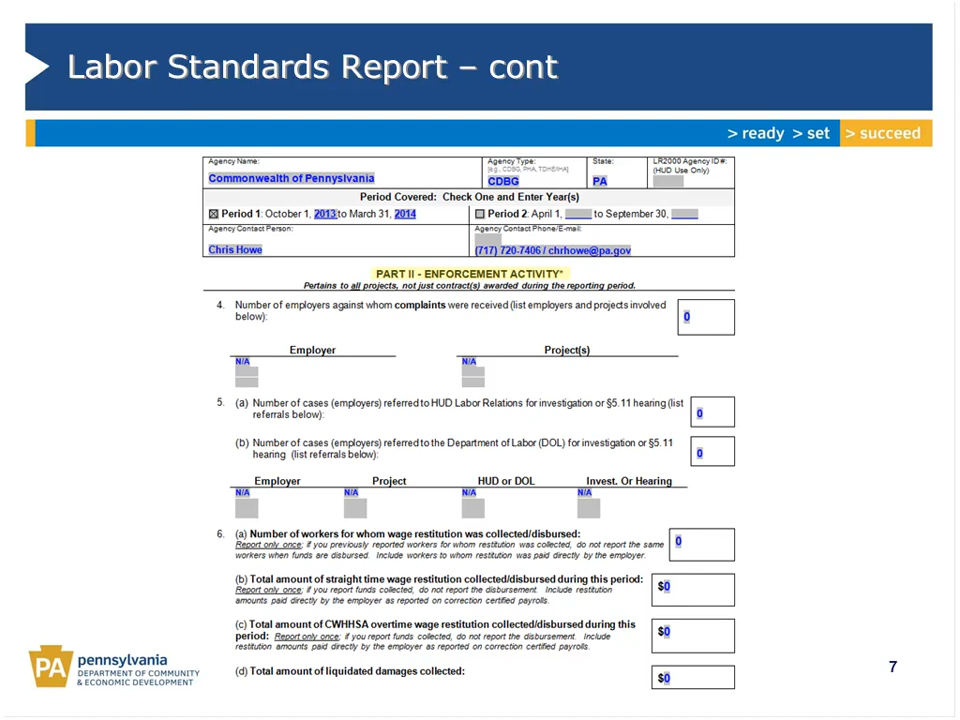 Labor Standards Report – cont
> ready > set > succeed
Agency Name:
Commonwealth of Pennsylvania
Agency Type:
[e.g., CDBG, PHA, TDHE/IHA]
CDBG
State:
PA
LR2000 Agency ID #:
(HUD Use Only)
Period Covered: Check One and Enter Year(s)
☒ Period 1: October 1, 2013 to March 31, 2014
☐ Period 2: April 1, _____ to September 30, _____
Agency Contact Person:
Chris Howe
Agency Contact Phone/E-mail:
(717) 720-7406 / chrhowe@pa.gov
PART II - ENFORCEMENT ACTIVITY*
Pertains to all projects, not just contract(s) awarded during the reporting period.
4. Number of employers against whom complaints were received (list employers and projects involved
below):
0
Employer Project(s)
N/A N/A
5. (a) Number of cases (employers) referred to HUD Labor Relations for investigation or §5.11 hearing (list
referrals below):
0
(b) Number of cases (employers) referred to the Department of Labor (DOL) for investigation or §5.11
hearing (list referrals below):
0
Employer Project HUD or DOL Invest. Or Hearing
N/A N/A N/A N/A
6. (a) Number of workers for whom wage restitution was collected/disbursed:
Report only once; if you previously reported workers for whom restitution was collected, do not report the same
workers when funds are disbursed. Include workers to whom restitution was paid directly by the employer.
0
(b) Total amount of straight time wage restitution collected/disbursed during this period:
Report only once; if you report funds collected, do not report the disbursement. Include restitution
amounts paid directly by the employer as reported on correction certified payrolls.
$0
(c) Total amount of CWHHSA overtime wage restitution collected/disbursed during this
period: Report only once; if you report funds collected, do not report the disbursement. Include
restitution amounts paid directly by the employer as reported on correction certified payrolls.
$0
(d) Total amount of liquidated damages collected:
$0
PA
pennsylvania
DEPARTMENT OF COMMUNITY
& ECONOMIC DEVELOPMENT
7